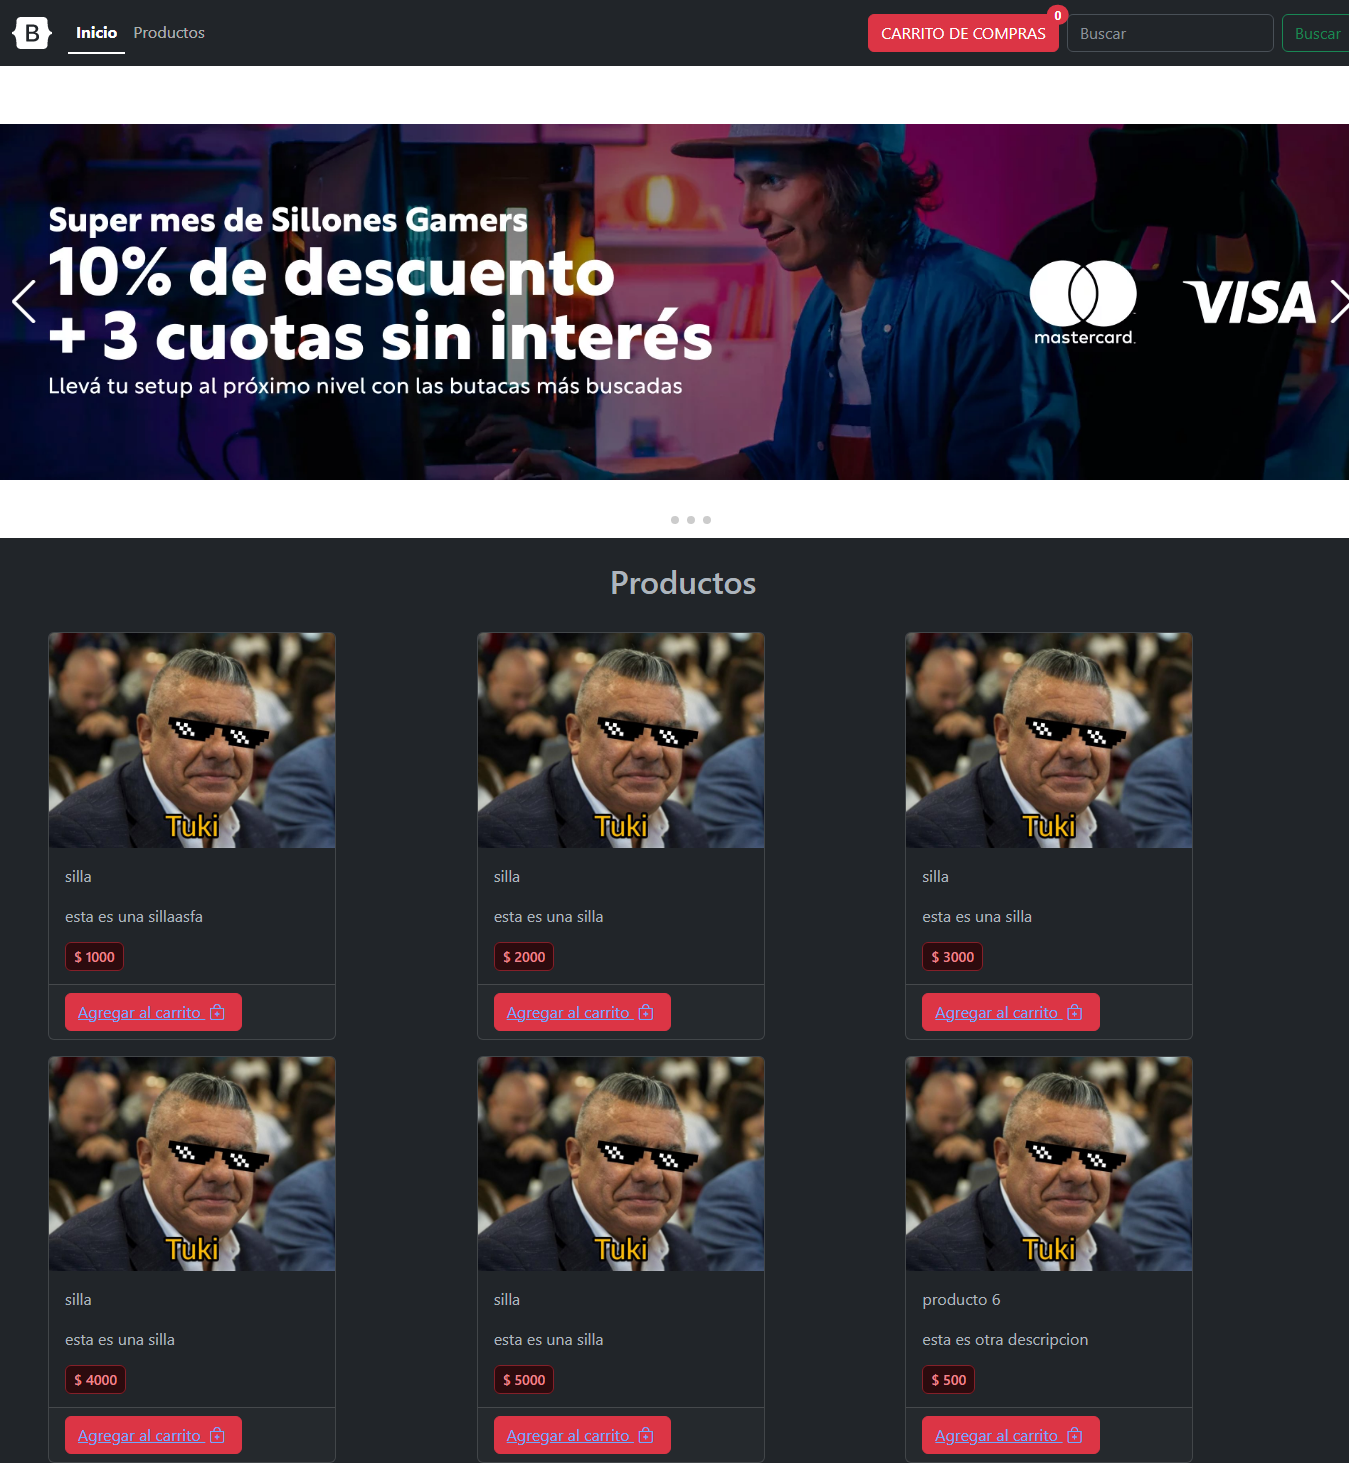 B
Inicio
Productos
CARRITO DE COMPRAS
0
Buscar
Buscar
Super mes de Sillones Gamers
10% de descuento
+ 3 cuotas sin interés
Llevá tu setup al próximo nivel con las butacas más buscadas
mastercard.
VISA
Productos
Tuki
silla
esta es una sillaasfa
$ 1000
Agregar al carrito
Tuki
silla
esta es una silla
$ 2000
Agregar al carrito
Tuki
silla
esta es una silla
$ 3000
Agregar al carrito
Tuki
silla
esta es una silla
$ 4000
Agregar al carrito
Tuki
silla
esta es una silla
$ 5000
Agregar al carrito
Tuki
producto 6
esta es otra descripcion
$ 500
Agregar al carrito